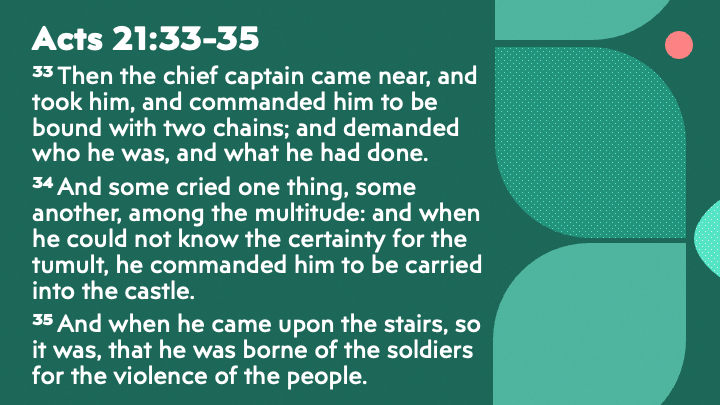 Acts 21:33-35
33 Then the chief captain came near, and
took him, and commanded him to be
bound with two chains; and demanded
who he was, and what he had done.
34 And some cried one thing, some
another, among the multitude: and when
he could not know the certainty for the
tumult, he commanded him to be carried
into the castle.
35 And when he came upon the stairs, so
it was, that he was borne of the soldiers
for the violence of the people.